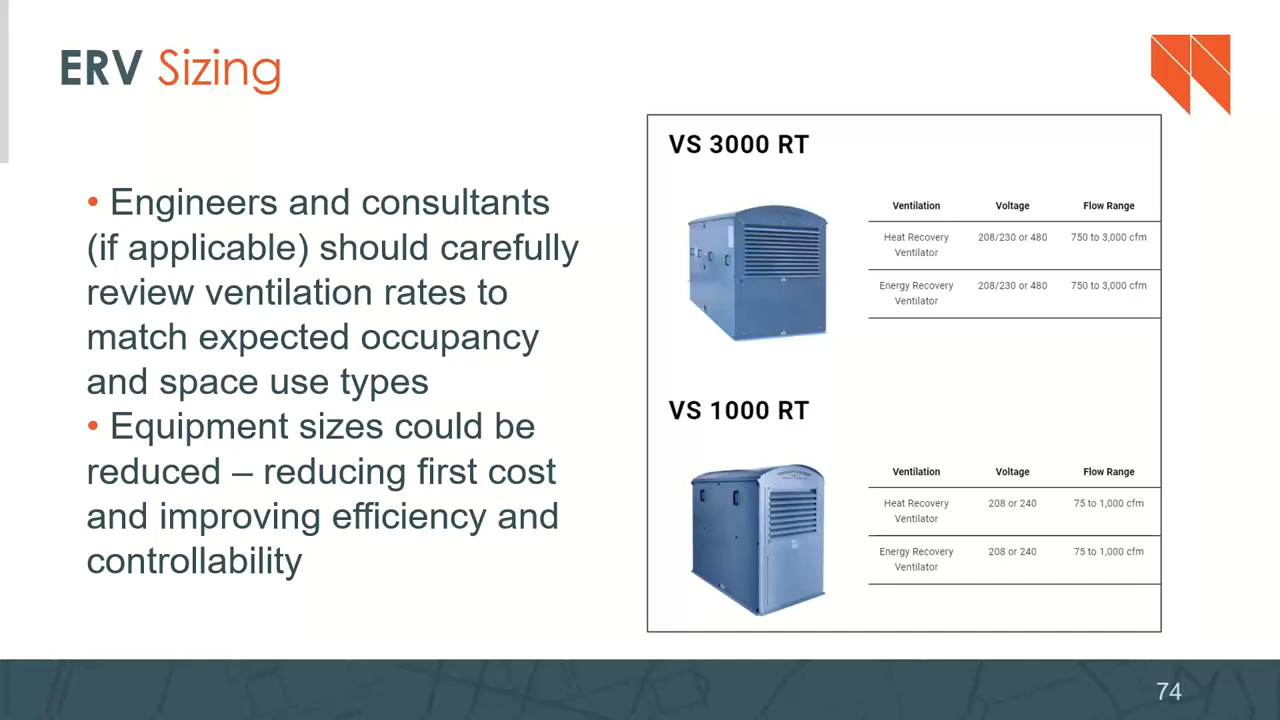 ERV Sizing
• Engineers and consultants
(if applicable) should carefully
review ventilation rates to
match expected occupancy
and space use types
• Equipment sizes could be
reduced – reducing first cost
and improving efficiency and
controllability
VS 3000 RT
Ventilation Voltage Flow Range
Heat Recovery 208/230 or 480 750 to 3,000 cfm
Ventilator
Energy Recovery 208/230 or 480 750 to 3,000 cfm
Ventilator
VS 1000 RT
Ventilation Voltage Flow Range
Heat Recovery 208 or 240 75 to 1,000 cfm
Ventilator
Energy Recovery 208 or 240 75 to 1,000 cfm
Ventilator
74